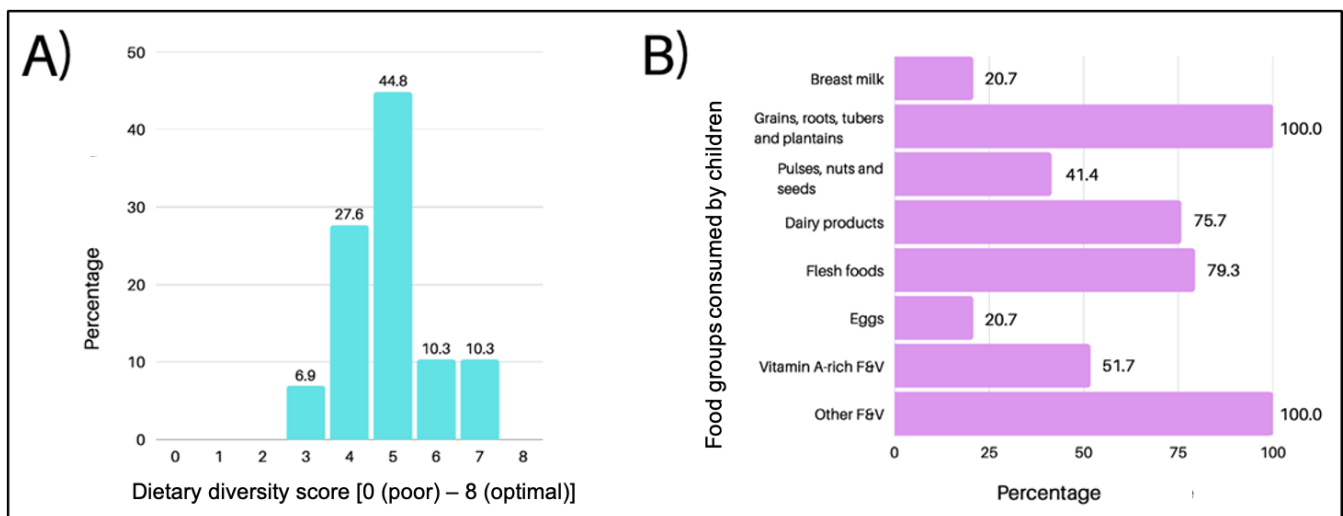 A)
50
40
30
20
10
0
Percentage
6.9
27.6
44.8
10.3
10.3
0 1 2 3 4 5 6 7 8
Dietary diversity score [0 (poor) – 8 (optimal)]
B)
Food groups consumed by children
Breast milk 20.7
Grains, roots, tubers
and plantains
100.0
Pulses, nuts and
seeds
41.4
Dairy products 75.7
Flesh foods 79.3
Eggs 20.7
Vitamin A-rich F&V 51.7
Other F&V 100.0
0 25 50 75 100
Percentage